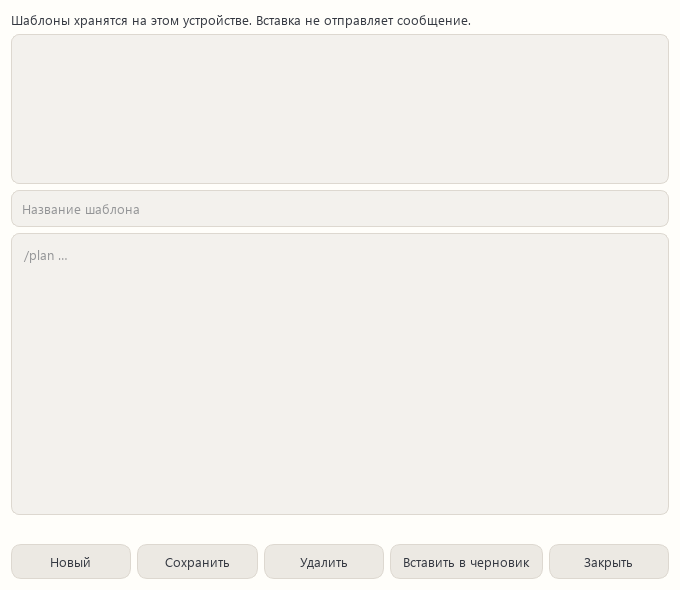 Шаблоны хранятся на этом устройстве. Вставка не отправляет сообщение.
Название шаблона
/plan ...
Новый
Сохранить
Удалить
Вставить в черновик
Закрыть